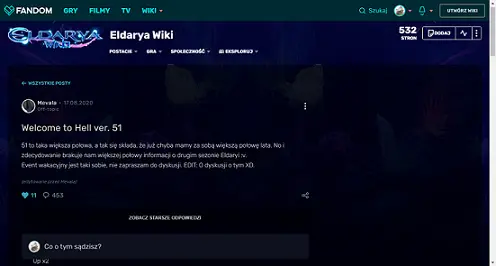 FANDOM GRY FILMY TV WIKI Szukaj UTWÓRZ WIKI
ELDARYA WIKI Eldarya Wiki 532 STRON DODAJ
POSTACIE GRA SPOŁECZNOŚĆ EKSPLORUJ
WSZYSTKIE POSTY
Mevala • 17.08.2020
Off-topic
Welcome to Hell ver. 51
51 to taka większa połowa, a tak się składa, że już chyba mamy za sobą większą połowę lata. No i
zdecydowanie brakuje nam większej połowy informacji o drugim sezonie Eldaryi :v.
Event wakacyjny jest taki sobie, nie zapraszam do dyskusji. EDIT: O dyskusji o tym XD.
(edytowane przez Mevala)
11 453
ZOBACZ STARSZE ODPOWIEDZI
Co o tym sądzisz?
Up x2